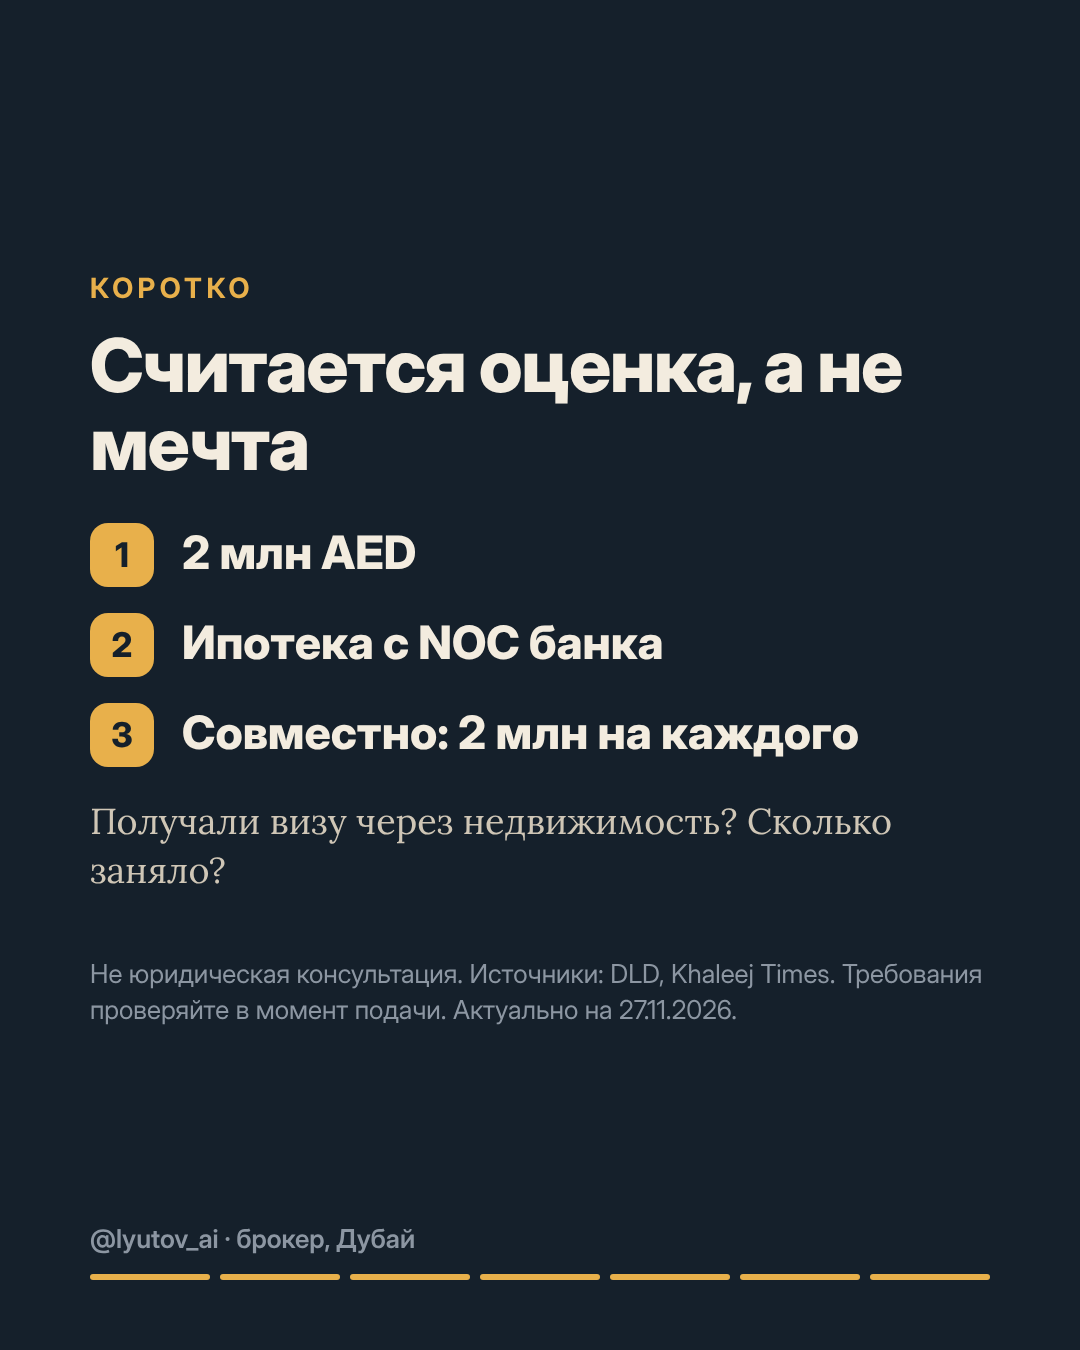 КОРОТКО
Считается оценка, а не
мечта
1 2 млн AED
2 Ипотека с NOC банка
3 Совместно: 2 млн на каждого
Получали визу через недвижимость? Сколько
заняло?
Не юридическая консультация. Источники: DLD, Khaleej Times. Требования
проверяйте в момент подачи. Актуально на 27.11.2026.
@lyutov_ai · брокер, Дубай